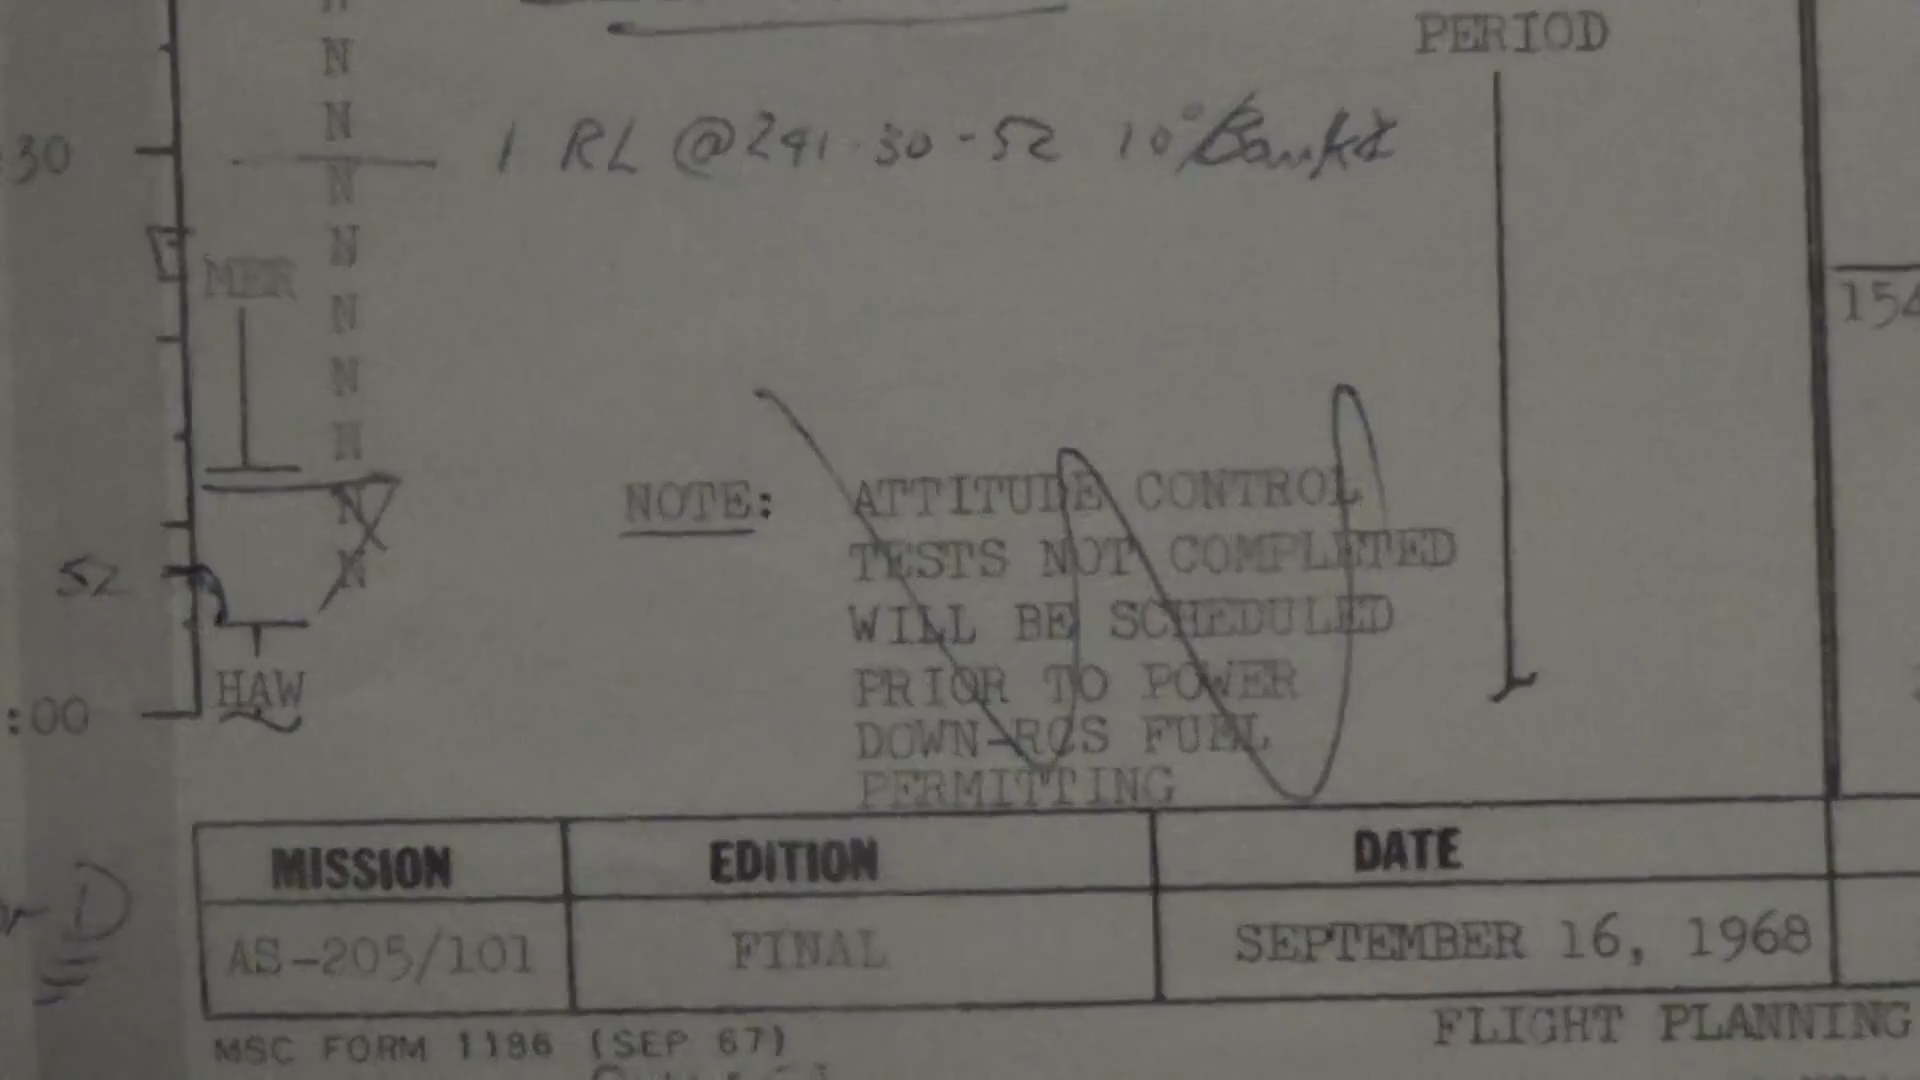 N
N
PERIOD
30
1 RL @ 241-30-52 10° Bank
N
N
MER
N
154
N
N
NOTE: ATTITUDE CONTROL
N
TESTS NOT COMPLETED
52
N
WILL BE SCHEDULED
HAW
PRIOR TO POWER
:00
DOWN-RCS FUEL
PERMITTING
MISSION EDITION DATE
D
AS-205/101 FINAL SEPTEMBER 16, 1968
MSC FORM 1186 (SEP 67)
FLIGHT PLANNING